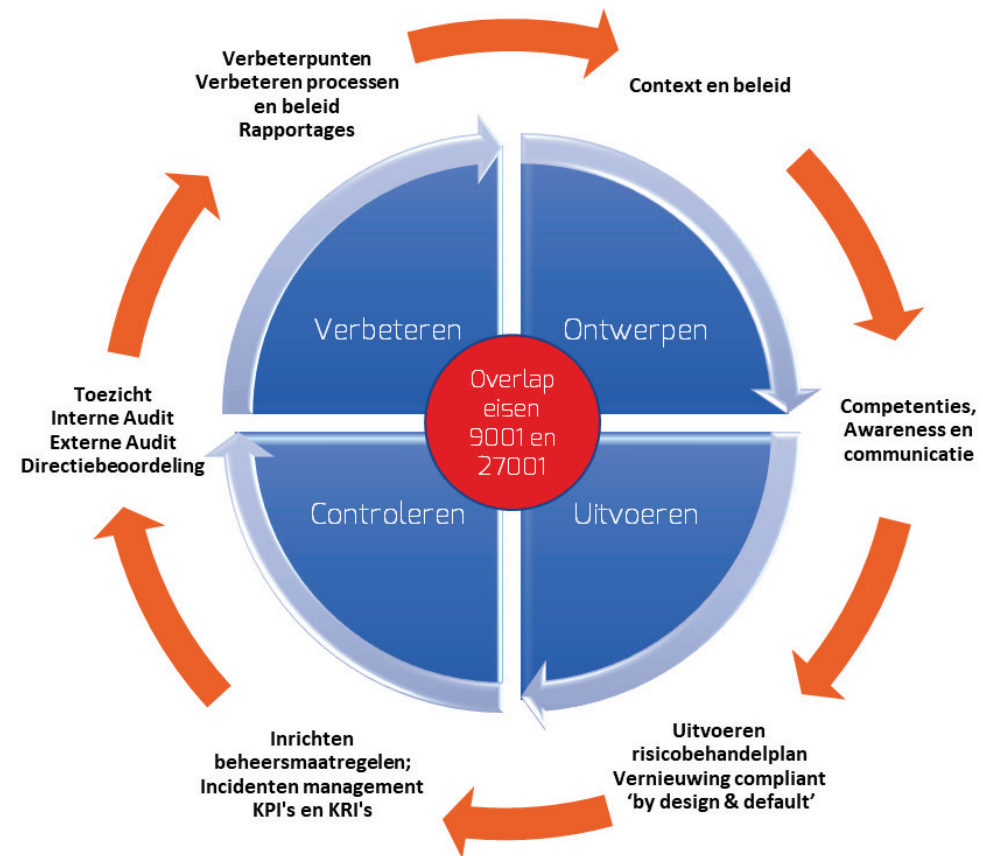 Verbeterpunten
Verbeteren processen
en beleid
Rapportages
Context en beleid
Verbeteren
Ontwerpen
Overlap
eisen
9001 en
27001
Toezicht
Interne Audit
Externe Audit
Directiebeoordeling
Competenties,
Awareness en
communicatie
Controleren
Uitvoeren
Inrichten
beheersmaatregelen;
Incidenten management
KPI's en KRI's
Uitvoeren
risicobehandelplan
Vernieuwing compliant
‘by design & default’